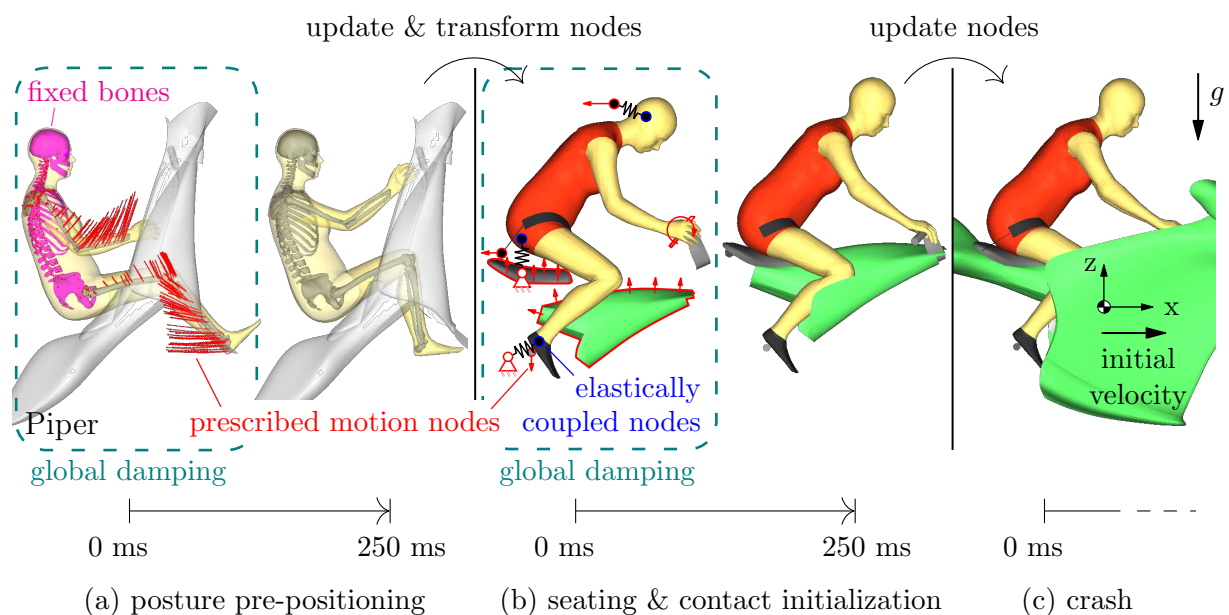 update & transform nodes
update nodes
fixed bones
g
z
x
initial
velocity
elastically
coupled nodes
prescribed motion nodes
Piper
global damping
global damping
0 ms
250 ms
0 ms
250 ms
0 ms
(a) posture pre-positioning
(b) seating & contact initialization
(c) crash